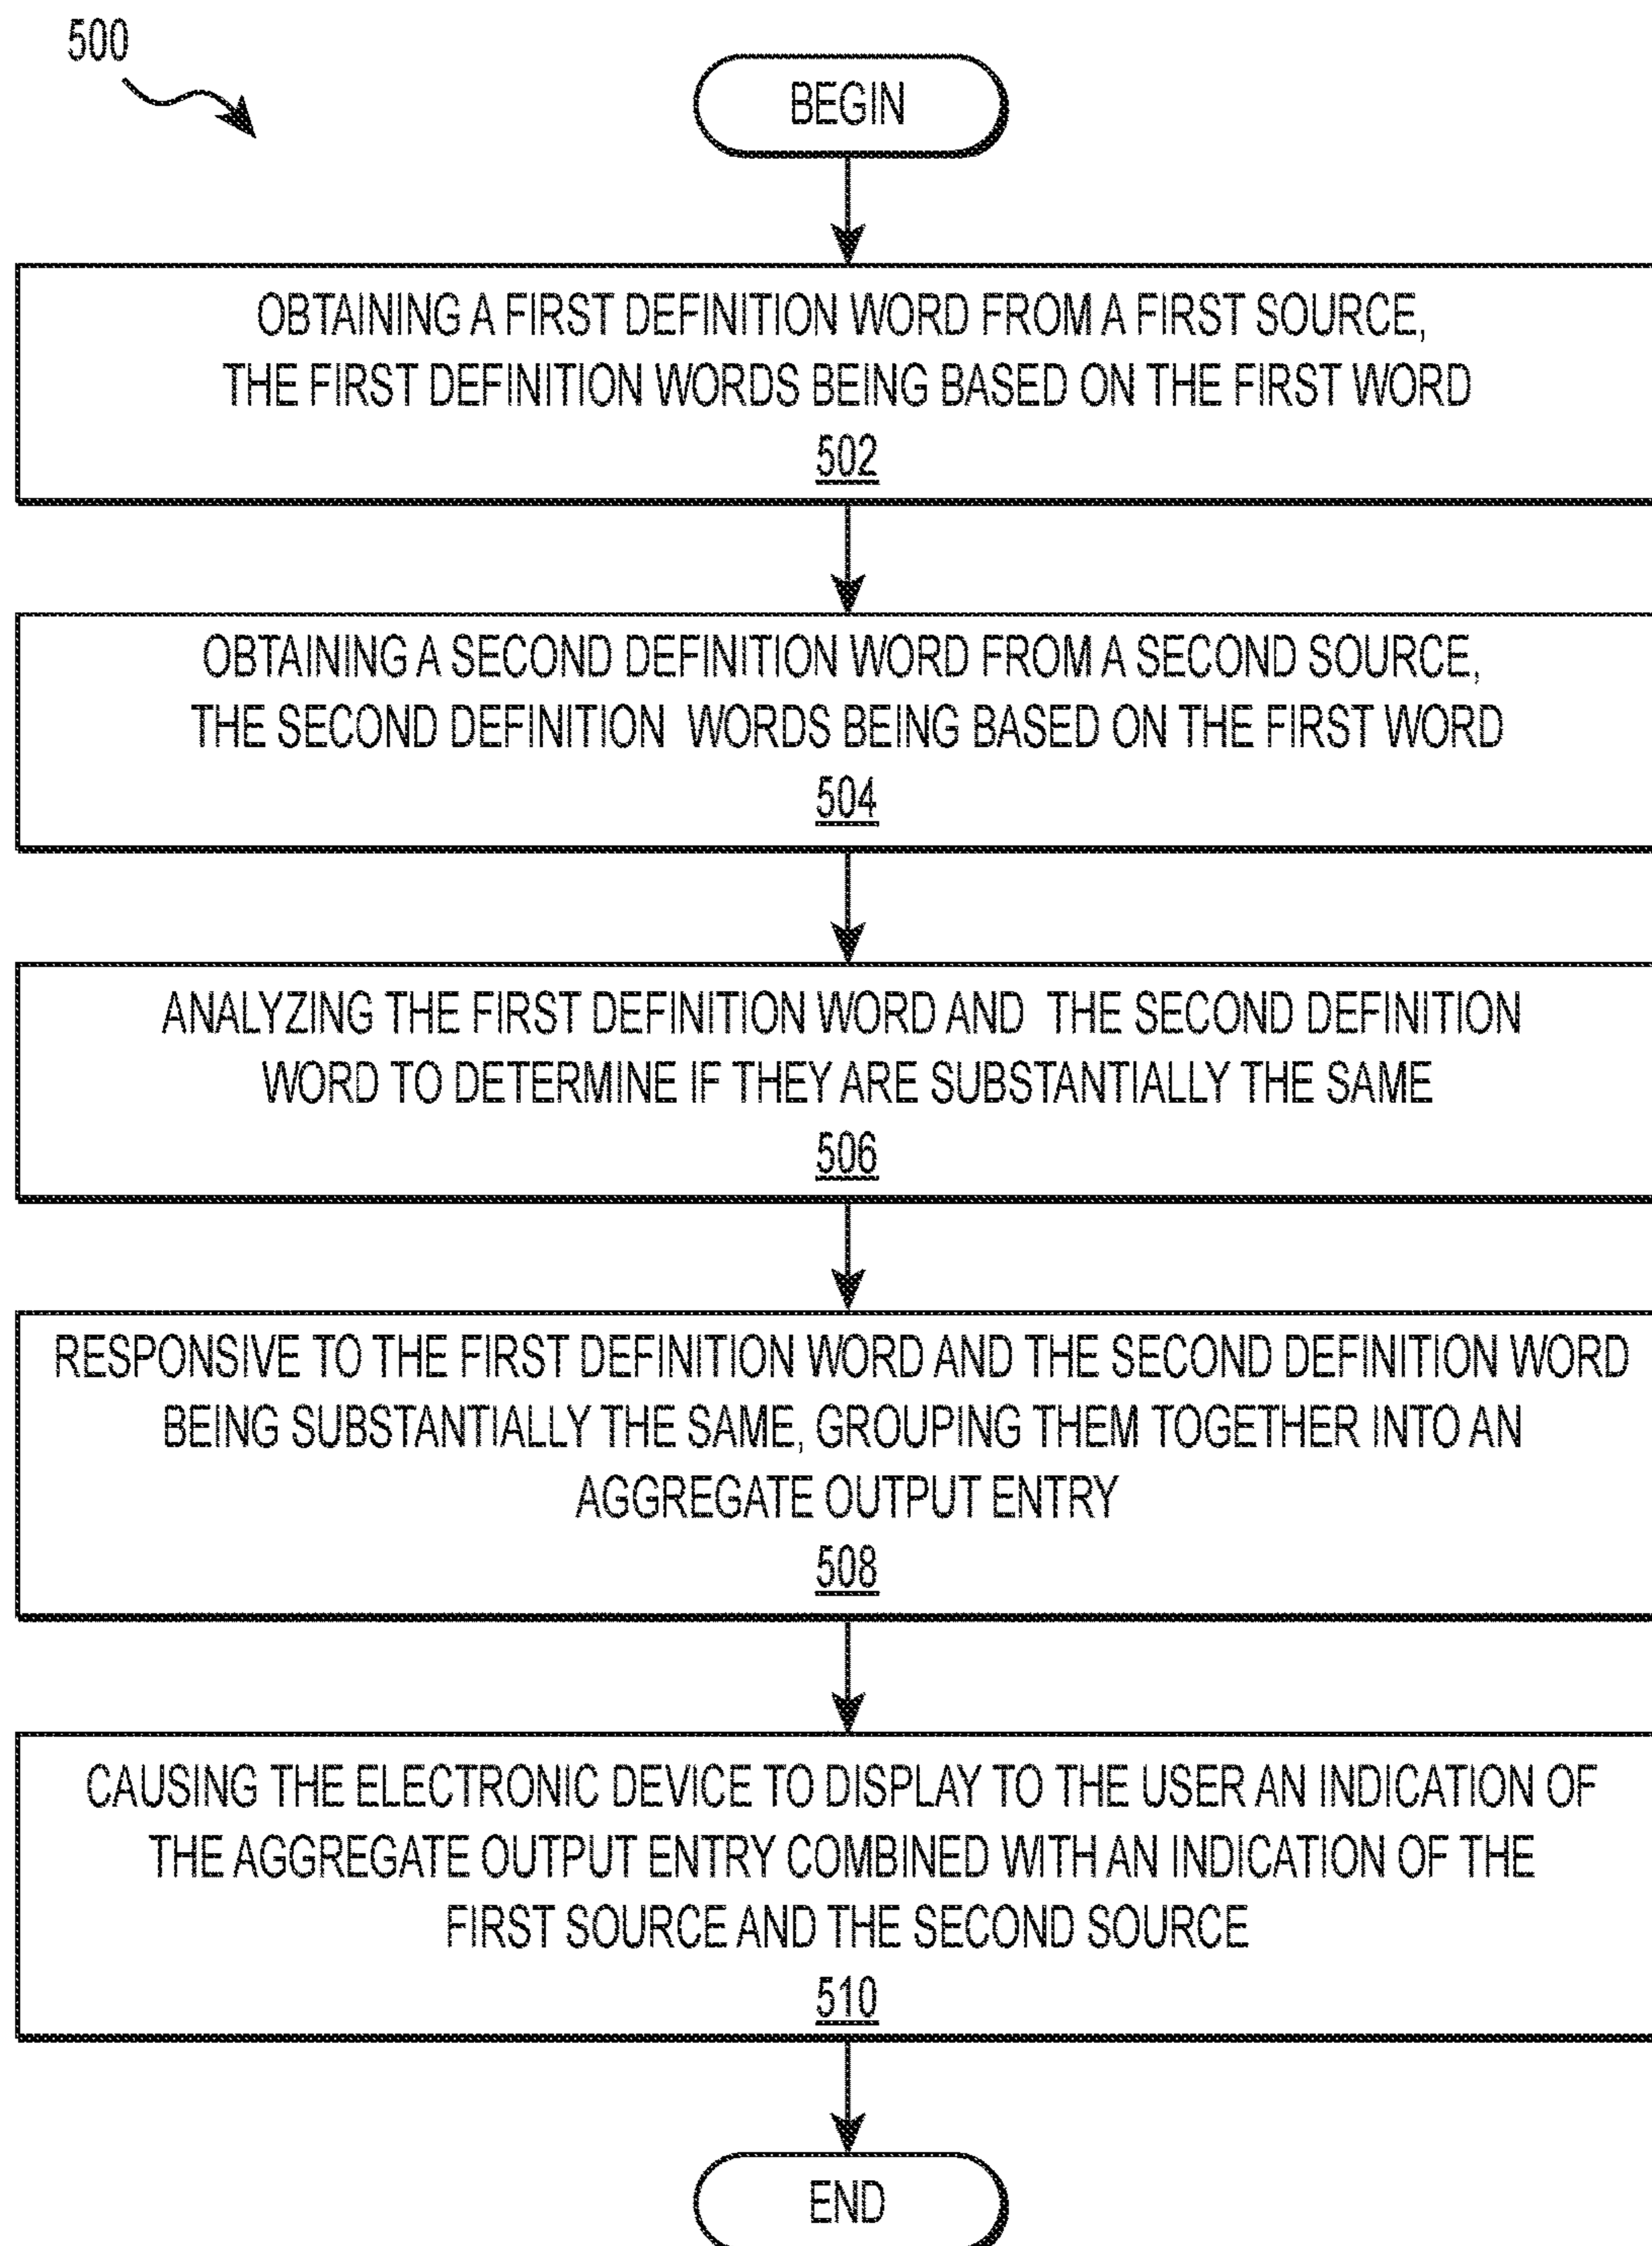 500
BEGIN
OBTAINING A FIRST DEFINITION WORD FROM A FIRST SOURCE,
THE FIRST DEFINITION WORDS BEING BASED ON THE FIRST WORD
502
OBTAINING A SECOND DEFINITION WORD FROM A SECOND SOURCE,
THE SECOND DEFINITION WORDS BEING BASED ON THE FIRST WORD
504
ANALYZING THE FIRST DEFINITION WORD AND THE SECOND DEFINITION
WORD TO DETERMINE IF THEY ARE SUBSTANTIALLY THE SAME
506
RESPONSIVE TO THE FIRST DEFINITION WORD AND THE SECOND DEFINITION WORD
BEING SUBSTANTIALLY THE SAME, GROUPING THEM TOGETHER INTO AN
AGGREGATE OUTPUT ENTRY
508
CAUSING THE ELECTRONIC DEVICE TO DISPLAY TO THE USER AN INDICATION OF
THE AGGREGATE OUTPUT ENTRY COMBINED WITH AN INDICATION OF THE
FIRST SOURCE AND THE SECOND SOURCE
510
END